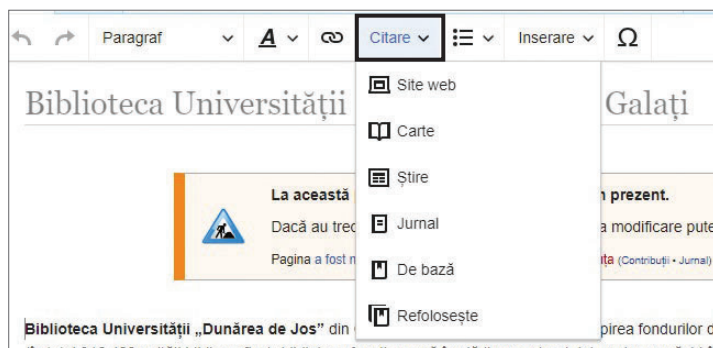 Paragraf A Citare Inserare Ω
Biblioteca Universității Galați
Site web
Carte
Știre
Jurnal
De bază
Refolosește
La această prezent.
Dacă au trec a modificare pute
Pagina a fost (Contribuții • Jurnal)
Biblioteca Universității „Dunărea de Jos” din pirea fondurilor d